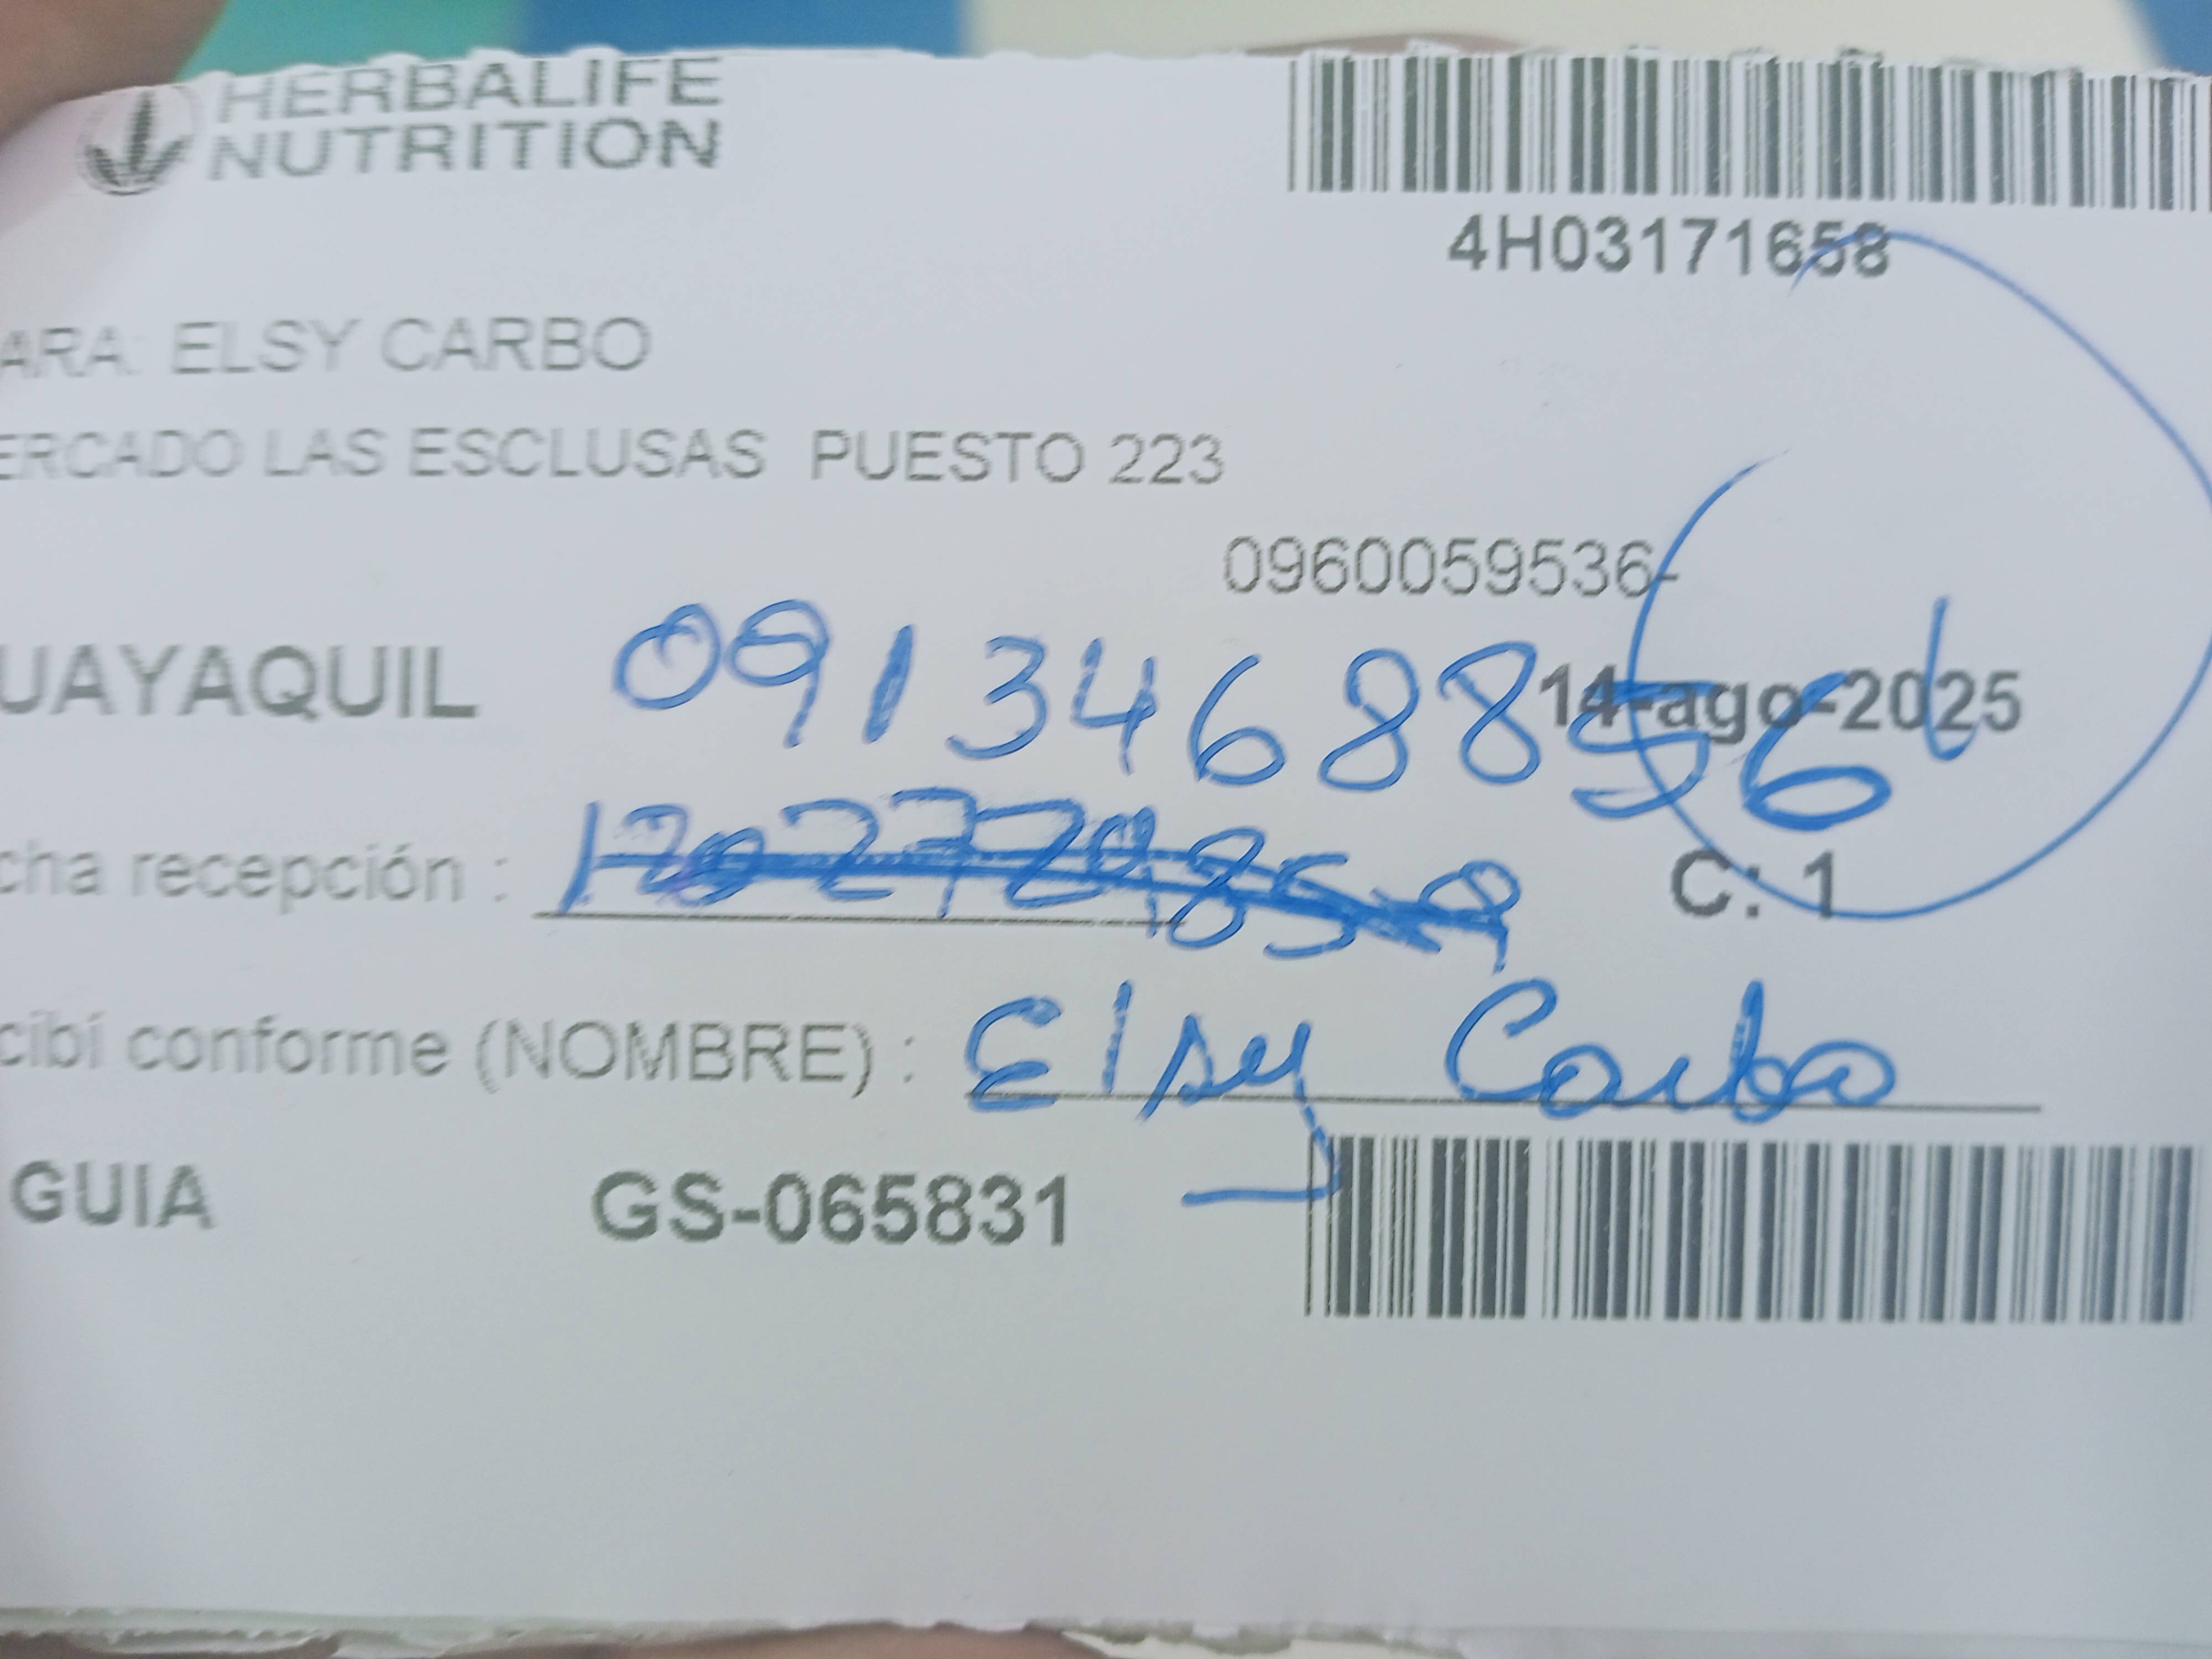 HERBALIFE
NUTRITION
4H03171658
ARA: ELSY CARBO
ERCADO LAS ESCLUSAS PUESTO 223
0960059536-
UAYAQUIL
0913468856
14-ago-2025
cha recepción :
C: 1
cibí conforme (NOMBRE) : Elsy Carbo
GUIA GS-065831